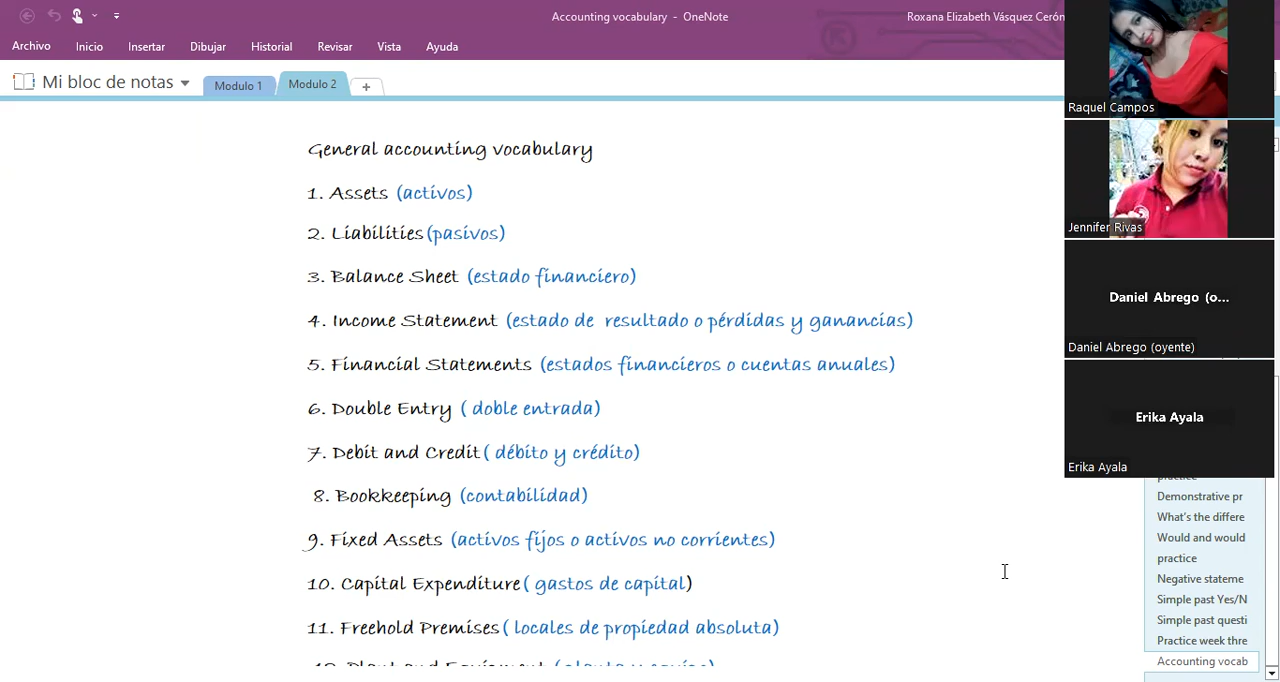 Accounting vocabulary - OneNote
Roxana Elizabeth Vásquez Cerón
Archivo Inicio Insertar Dibujar Historial Revisar Vista Ayuda
Mi bloc de notas Modulo 1 Modulo 2 +
General accounting vocabulary
1. Assets (activos)
2. Liabilities (pasivos)
3. Balance Sheet (estado financiero)
4. Income Statement (estado de resultado o pérdidas y ganancias)
5. Financial Statements (estados financieros o cuentas anuales)
6. Double Entry ( doble entrada)
7. Debit and Credit ( débito y crédito)
8. Bookkeeping (contabilidad)
9. Fixed Assets (activos fijos o activos no corrientes)
10. Capital Expenditure ( gastos de capital)
11. Freehold Premises ( locales de propiedad absoluta)
Raquel Campos
Jennifer Rivas
Daniel Abrego (o...
Daniel Abrego (oyente)
Erika Ayala
Erika Ayala
practice
Demonstrative pr
What's the differe
Would and would
practice
Negative stateme
Simple past Yes/N
Simple past questi
Practice week thre
Accounting vocab